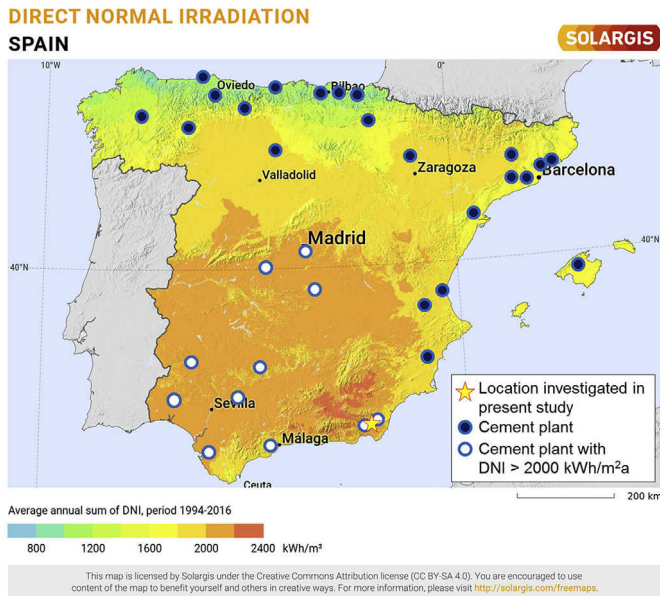 DIRECT NORMAL IRRADIATION
SPAIN
SOLARGIS
10°W
0°
Oviedo
Bilbao
Zaragoza
Barcelona
Valladolid
Madrid
40°N
40°N
Sevilla
Málaga
Ceuta
Location investigated in
present study
Cement plant
Cement plant with
DNI > 2000 kWh/m²a
200 km
Average annual sum of DNI, period 1994-2016
800 1200 1600 2000 2400 kWh/m²
This map is licensed by Solargis under the Creative Commons Attribution license (CC BY-SA 4.0). You are encouraged to use
content of the map to benefit yourself and others in creative ways. For more information, please visit http://solargis.com/freemaps.